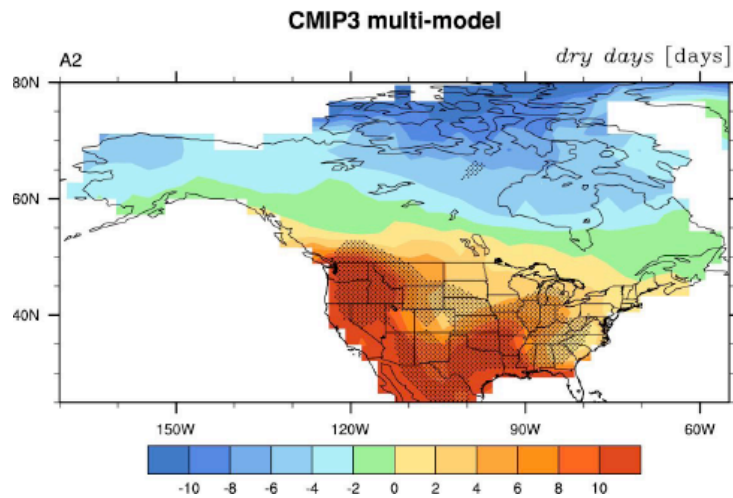 CMIP3 multi-model
A2 dry days [days]
80N
60N
40N
150W 120W 90W 60W
-10 -8 -6 -4 -2 0 2 4 6 8 10